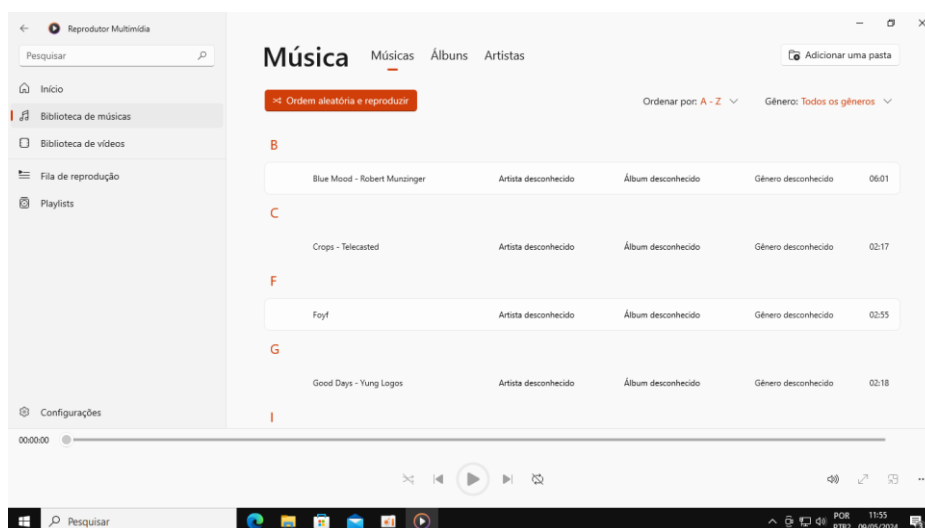 Reprodutor Multimídia
Pesquisar
Início
Biblioteca de músicas
Biblioteca de vídeos
Fila de reprodução
Playlists
Configurações
Música Músicas Álbuns Artistas
Adicionar uma pasta
Ordem aleatória e reproduzir
Ordenar por: A - Z Gênero: Todos os gêneros
B
Blue Mood - Robert Munzinger Artista desconhecido Álbum desconhecido Gênero desconhecido 06:01
C
Crops - Telecasted Artista desconhecido Álbum desconhecido Gênero desconhecido 02:17
F
Foyf Artista desconhecido Álbum desconhecido Gênero desconhecido 02:55
G
Good Days - Yung Logos Artista desconhecido Álbum desconhecido Gênero desconhecido 02:18
I
00:00:00
Pesquisar
POR 11:55
PTB2 09/05/2024